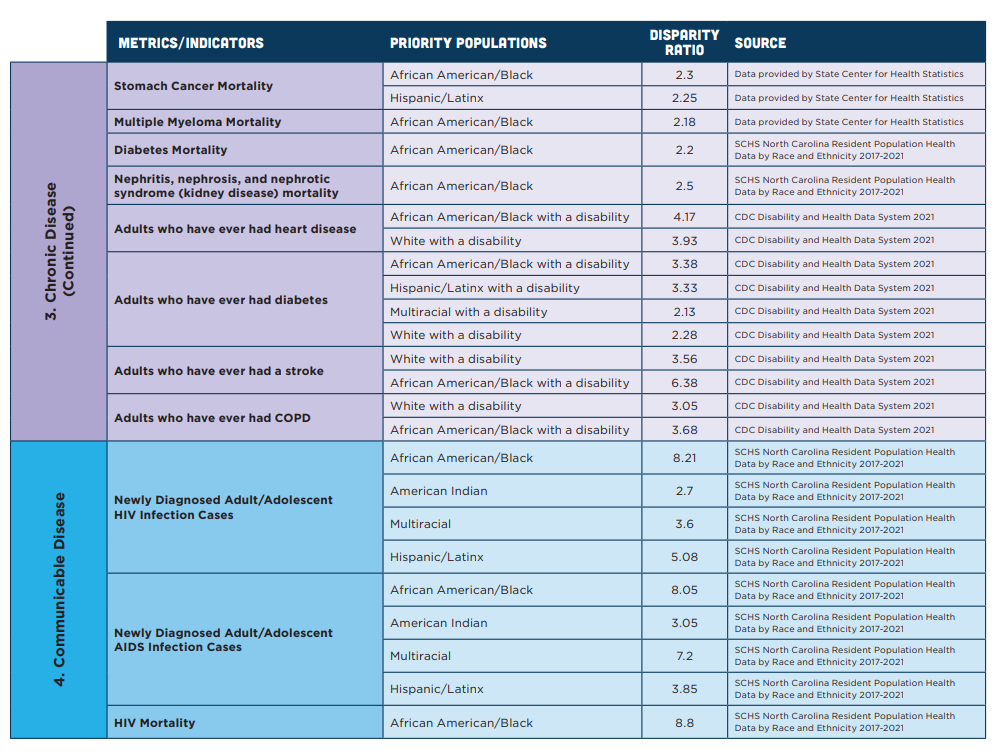 METRICS/INDICATORS PRIORITY POPULATIONS DISPARITY RATIO SOURCE
3. Chronic Disease
(Continued)
Stomach Cancer Mortality
African American/Black 2.3 Data provided by State Center for Health Statistics
Hispanic/Latinx 2.25 Data provided by State Center for Health Statistics
Multiple Myeloma Mortality African American/Black 2.18 Data provided by State Center for Health Statistics
Diabetes Mortality African American/Black 2.2 SCHS North Carolina Resident Population Health
Data by Race and Ethnicity 2017-2021
Nephritis, nephrosis, and nephrotic
syndrome (kidney disease) mortality
African American/Black 2.5 SCHS North Carolina Resident Population Health
Data by Race and Ethnicity 2017-2021
Adults who have ever had heart disease
African American/Black with a disability 4.17 CDC Disability and Health Data System 2021
White with a disability 3.93 CDC Disability and Health Data System 2021
Adults who have ever had diabetes
African American/Black with a disability 3.38 CDC Disability and Health Data System 2021
Hispanic/Latinx with a disability 3.33 CDC Disability and Health Data System 2021
Multiracial with a disability 2.13 CDC Disability and Health Data System 2021
White with a disability 2.28 CDC Disability and Health Data System 2021
Adults who have ever had a stroke
White with a disability 3.56 CDC Disability and Health Data System 2021
African American/Black with a disability 6.38 CDC Disability and Health Data System 2021
Adults who have ever had COPD
White with a disability 3.05 CDC Disability and Health Data System 2021
African American/Black with a disability 3.68 CDC Disability and Health Data System 2021
4. Communicable Disease
Newly Diagnosed Adult/Adolescent
HIV Infection Cases
African American/Black 8.21 SCHS North Carolina Resident Population Health
Data by Race and Ethnicity 2017-2021
American Indian 2.7 SCHS North Carolina Resident Population Health
Data by Race and Ethnicity 2017-2021
Multiracial 3.6 SCHS North Carolina Resident Population Health
Data by Race and Ethnicity 2017-2021
Hispanic/Latinx 5.08 SCHS North Carolina Resident Population Health
Data by Race and Ethnicity 2017-2021
Newly Diagnosed Adult/Adolescent
AIDS Infection Cases
African American/Black 8.05 SCHS North Carolina Resident Population Health
Data by Race and Ethnicity 2017-2021
American Indian 3.05 SCHS North Carolina Resident Population Health
Data by Race and Ethnicity 2017-2021
Multiracial 7.2 SCHS North Carolina Resident Population Health
Data by Race and Ethnicity 2017-2021
Hispanic/Latinx 3.85 SCHS North Carolina Resident Population Health
Data by Race and Ethnicity 2017-2021
HIV Mortality African American/Black 8.8 SCHS North Carolina Resident Population Health
Data by Race and Ethnicity 2017-2021